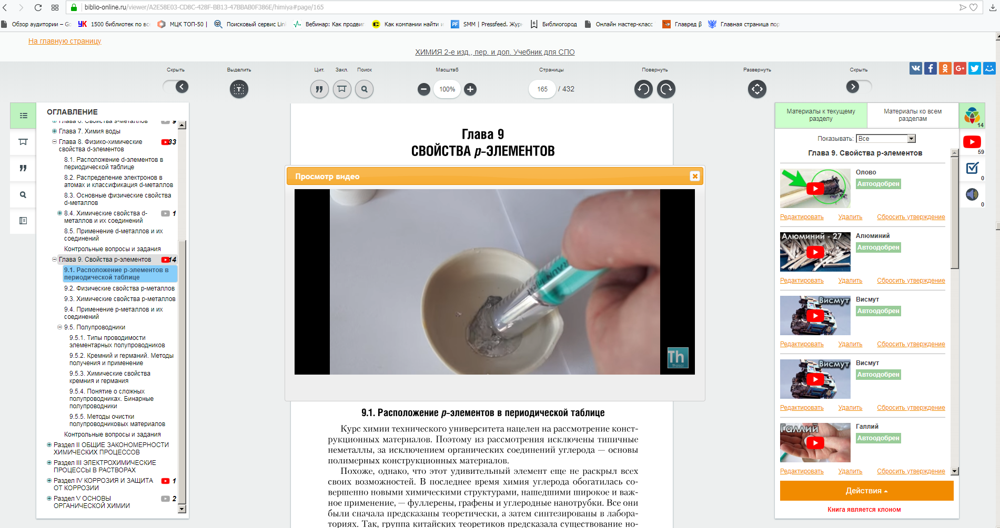 biblio-online.ru/viewer/A2E58E03-CD8C-428F-BB13-47BBAB0F386E/himiya#page/165
Обзор аудитории – Go
1500 библиотек по все
МЦК ТОП-50 |
Поисковый сервис Lin
Вебинар: Как продвиг
Как компании найти и
SMM | Pressfeed. Журн
Библиогород
Онлайн мастер-класс
Главред β
Главная страница пор
На главную страницу
ХИМИЯ 2-е изд., пер. и доп. Учебник для СПО
Скрыть
Выделить
Цит.
Закл.
Поиск
Масштаб
Страницы
Повернуть
Развернуть
Скрыть
100%
165 / 432
ОГЛАВЛЕНИЕ
Глава 6. Свойства s-металлов 9
Глава 7. Химия воды
Глава 8. Физико-химические 33
свойства d-элементов
8.1. Расположение d-элементов в
периодической таблице
8.2. Распределение электронов в
атомах и классификация d-металлов
8.3. Основные физические свойства
d-металлов
8.4. Химические свойства d- 1
металлов и их соединений
8.5. Применение d-металлов и их
соединений
Контрольные вопросы и задания
Глава 9. Свойства p-элементов 14
9.1. Расположение p-элементов в
периодической таблице
9.2. Физические свойства p-металлов
9.3. Химические свойства p-металлов
9.4. Применение p-металлов и их
соединений
9.5. Полупроводники
9.5.1. Типы проводимости
элементарных полупроводников
9.5.2. Кремний и германий. Методы
получения и применение
9.5.3. Химические свойства
кремния и германия
9.5.4. Понятие о сложных
полупроводниках. Бинарные
полупроводники
9.5.5. Методы очистки
полупроводниковых материалов
Контрольные вопросы и задания
Раздел II ОБЩИЕ ЗАКОНОМЕРНОСТИ
ХИМИЧЕСКИХ ПРОЦЕССОВ
Раздел III ЭЛЕКТРОХИМИЧЕСКИЕ
ПРОЦЕССЫ В РАСТВОРАХ
Раздел IV КОРРОЗИЯ И ЗАЩИТА 1
ОТ КОРРОЗИИ
Раздел V ОСНОВЫ 2
ОРГАНИЧЕСКОЙ ХИМИИ
Глава 9
СВОЙСТВА p-ЭЛЕМЕНТОВ
Просмотр видео
Th
Thoisoi
9.1. Расположение p-элементов в периодической таблице
Курс химии технического университета нацелен на рассмотрение конст-
рукционных материалов. Поэтому из рассмотрения исключены типичные
неметаллы, за исключением органических соединений углерода — основы
полимерных конструкционных материалов.
Похоже, однако, что этот удивительный элемент еще не раскрыл всех
своих возможностей. В последнее время химия углерода обогатилась со-
вершенно новыми химическими структурами, нашедшими широкое и важ-
ное применение, — фуллерены, графены и углеродные нанотрубки. Все они
были сначала предсказаны теоретически, а затем синтезированы в лабора-
ториях. Так, группа китайских теоретиков предсказала существование но-
Материалы к текущему
разделу
Материалы ко всем
разделам
14
59
0
0
Показывать: Все
Глава 9. Свойства p-элементов
Олово
Автоодобрен
Редактировать Удалить Сбросить утверждение
Алюминий - 27
Алюминий
Автоодобрен
Редактировать Удалить Сбросить утверждение
Висмут
Висмут
Автоодобрен
Редактировать Удалить Сбросить утверждение
Висмут
Висмут
Автоодобрен
Редактировать Удалить Сбросить утверждение
Галлий
Галлий
Автоодобрен
Редактировать Удалить Сбросить утверждение
Действия
Книга является клоном